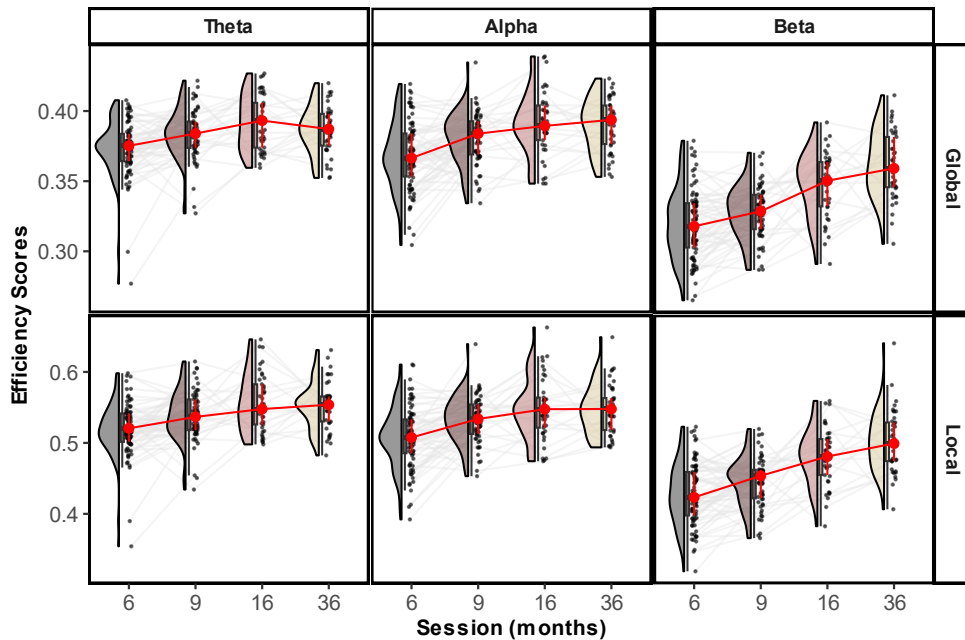 Theta Alpha Beta
Global
Local
Efficiency Scores
0.40
0.35
0.30
0.6
0.5
0.4
6 9 16 36 6 9 16 36 6 9 16 36
Session (months)